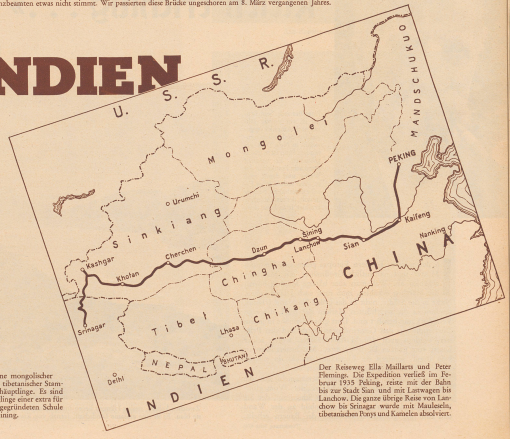 nzbeamten etwas nicht stimmt. Wir passierten diese Brücke ungeschoren am 8. März vergangenen Jahres.
NDIEN
U. S. S. R.
MANDSCHUKUO
Mongolei
PEKING
Urumchi
Sinkiang
Kashgar
Khotan
Cherchen
Dzun
Sining
Lanchow
Sian
Kaifeng
Nanking
Chinghai
CHINA
Srinagar
Tibet
Lhasa
Chikang
Delhi
NEPAL
BHUTAN
INDIEN
ne mongolischer
tibetanischer Stam-
häuptlinge. Es sind
linge einer extra für
gegründeten Schule
ining.
Der Reiseweg Ella Maillarts und Peter
Flemings. Die Expedition verließ im Fe-
bruar 1935 Peking, reiste mit der Bahn
bis zur Stadt Sian und mit Lastwagen bis
Lanchow. Die ganze übrige Reise von Lan-
chow bis Srinagar wurde mit Mauleseln,
tibetanischen Ponys und Kamelen absolviert.